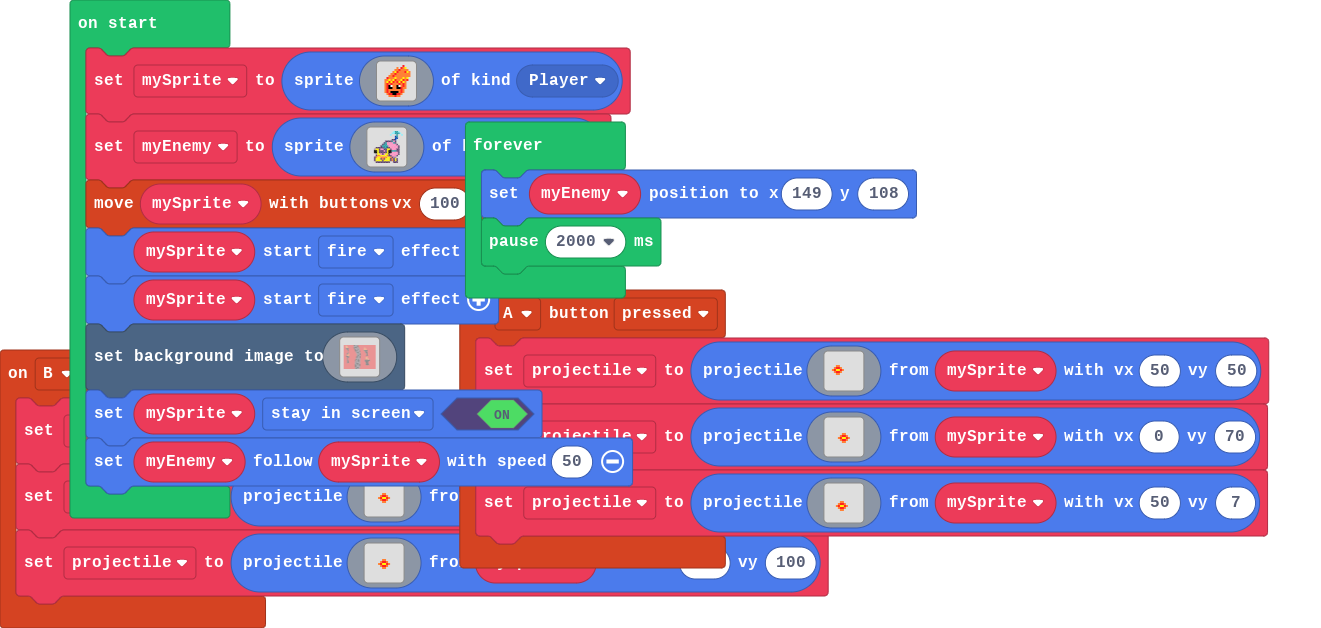 on start
set mySprite to sprite of kind Player
set myEnemy to sprite of
move mySprite with buttons vx 100
mySprite start fire effect
mySprite start fire effect
set background image to
set mySprite stay in screen ON
set myEnemy follow mySprite with speed 50
forever
set myEnemy position to x 149 y 108
pause 2000 ms
A button pressed
set projectile to projectile from mySprite with vx 50 vy 50
projectile to projectile from mySprite with vx 0 vy 70
set projectile to projectile from mySprite with vx 50 vy 7
on B
set
set projectile
set projectile to projectile vy 100